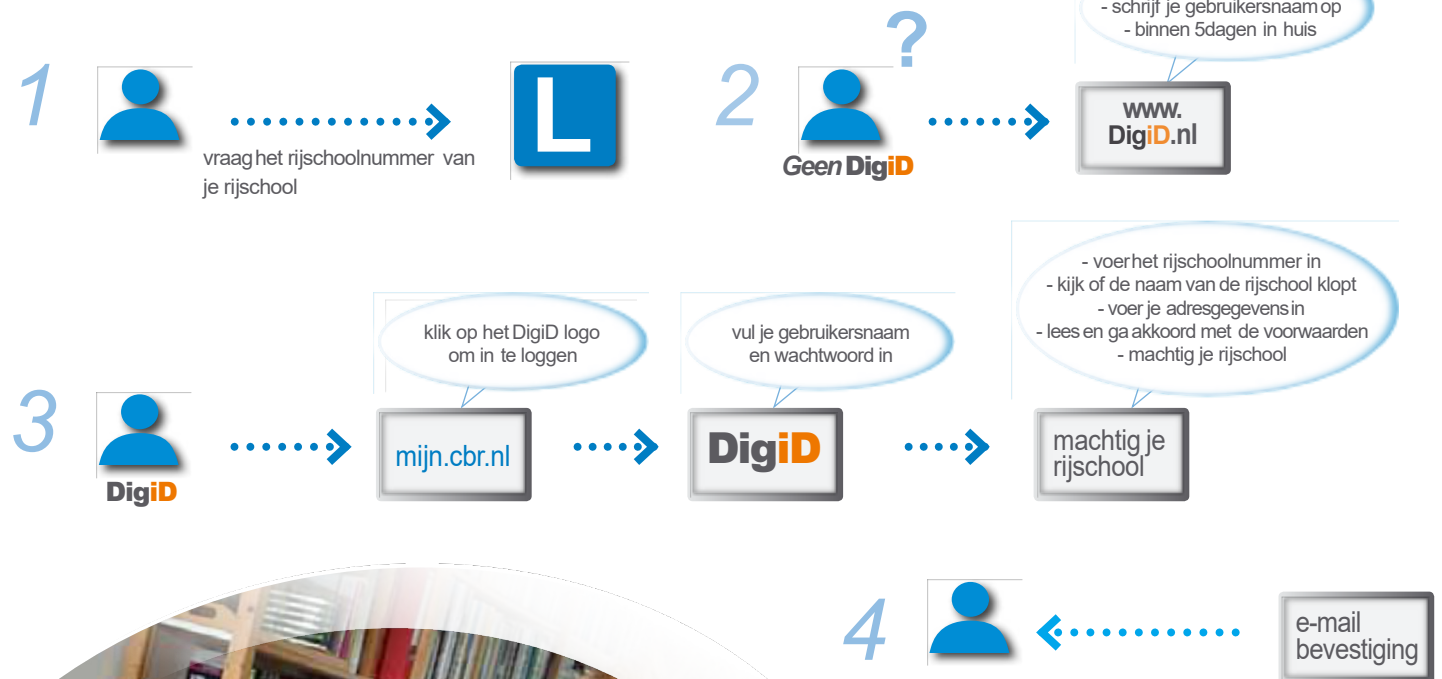 - schrijf je gebruikersnaam op
- binnen 5dagen in huis
1
vraag het rijschoolnummer van
je rijschool
L
2
?
Geen DigiD
www.
DigiD.nl
3
DigiD
klik op het DigiD logo
om in te loggen
mijn.cbr.nl
vul je gebruikersnaam
en wachtwoord in
DigiD
- voer het rijschoolnummer in
- kijk of de naam van de rijschool klopt
- voer je adresgegevens in
- lees en ga akkoord met de voorwaarden
- machtig je rijschool
machtig je
rijschool
4
e-mail
bevestiging